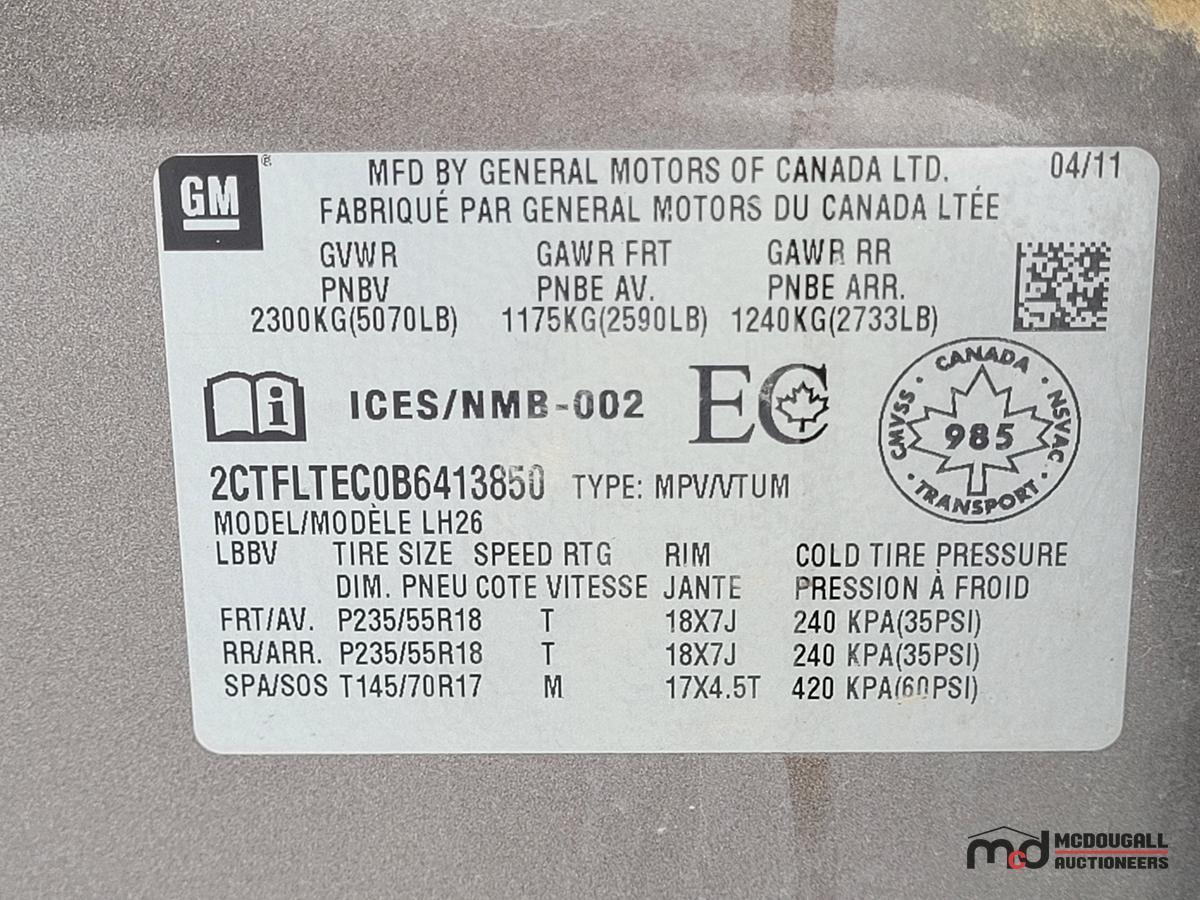 GM ®
MFD BY GENERAL MOTORS OF CANADA LTD. 04/11
FABRIQUÉ PAR GENERAL MOTORS DU CANADA LTÉE
GVWR GAWR FRT GAWR RR
PNBV PNBE AV. PNBE ARR.
2300KG(5070LB) 1175KG(2590LB) 1240KG(2733LB)
i ICES/NMB-002 EC
CANADA
CMVSS 985 NSVAC
TRANSPORT
2CTFLTEC0B6413850 TYPE: MPV/VTUM
MODEL/MODÈLE LH26
LBBV TIRE SIZE SPEED RTG RIM COLD TIRE PRESSURE
DIM. PNEU COTE VITESSE JANTE PRESSION À FROID
FRT/AV. P235/55R18 T 18X7J 240 KPA(35PSI)
RR/ARR. P235/55R18 T 18X7J 240 KPA(35PSI)
SPA/SOS T145/70R17 M 17X4.5T 420 KPA(60PSI)
mcd MCDOUGALL
AUCTIONEERS